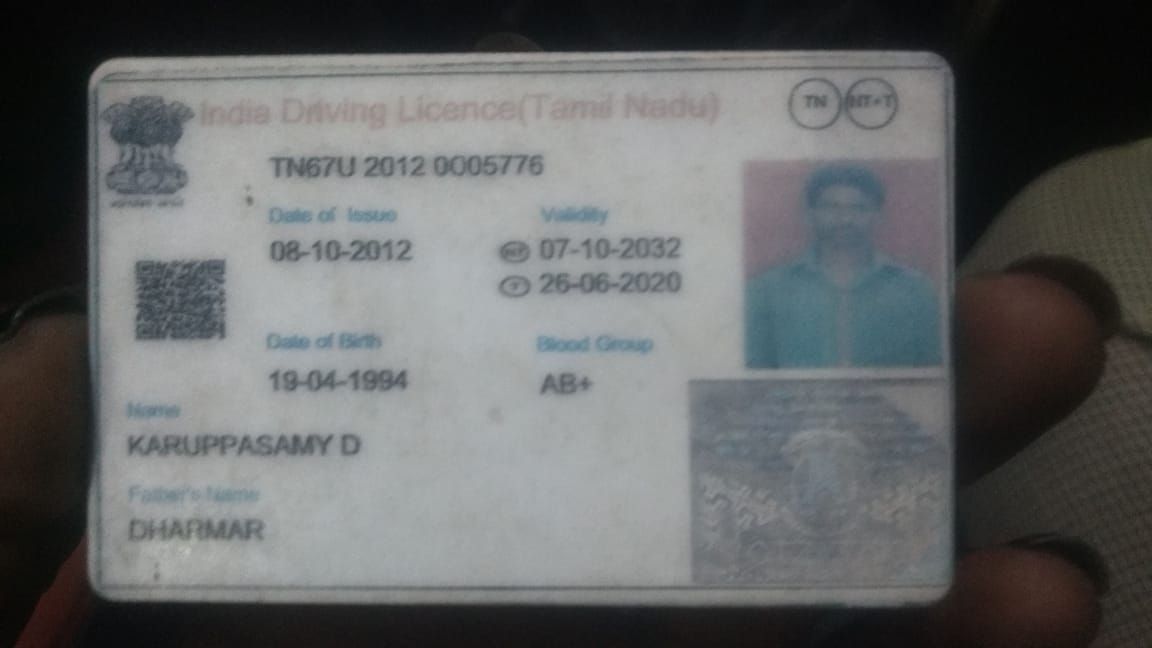 India Driving Licence(Tamil Nadu)
TN NT+T
TN67U 2012 0005776
Date of Issue Validity
08-10-2012 NT 07-10-2032
T 26-06-2020
Date of Birth Blood Group
19-04-1994 AB+
Name
KARUPPASAMY D
Father's Name
DHARMAR